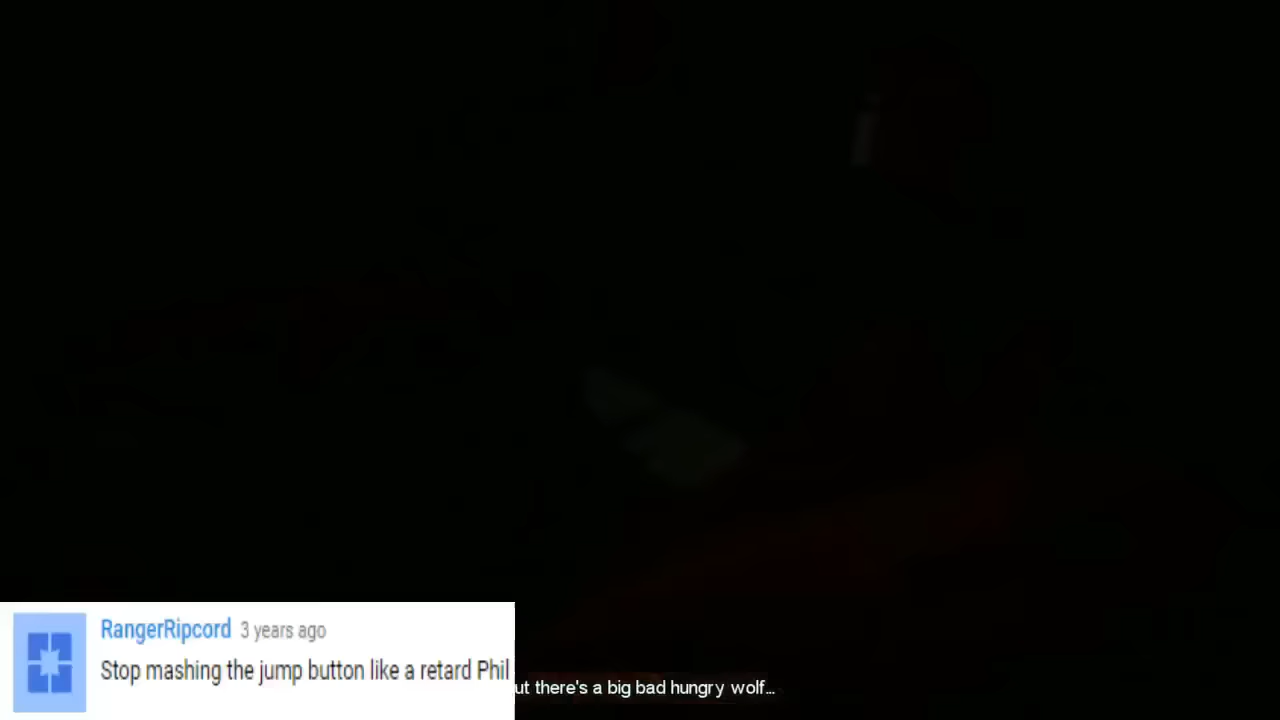 RangerRipcord 3 years ago
Stop mashing the jump button like a retard Phil
ut there's a big bad hungry wolf...